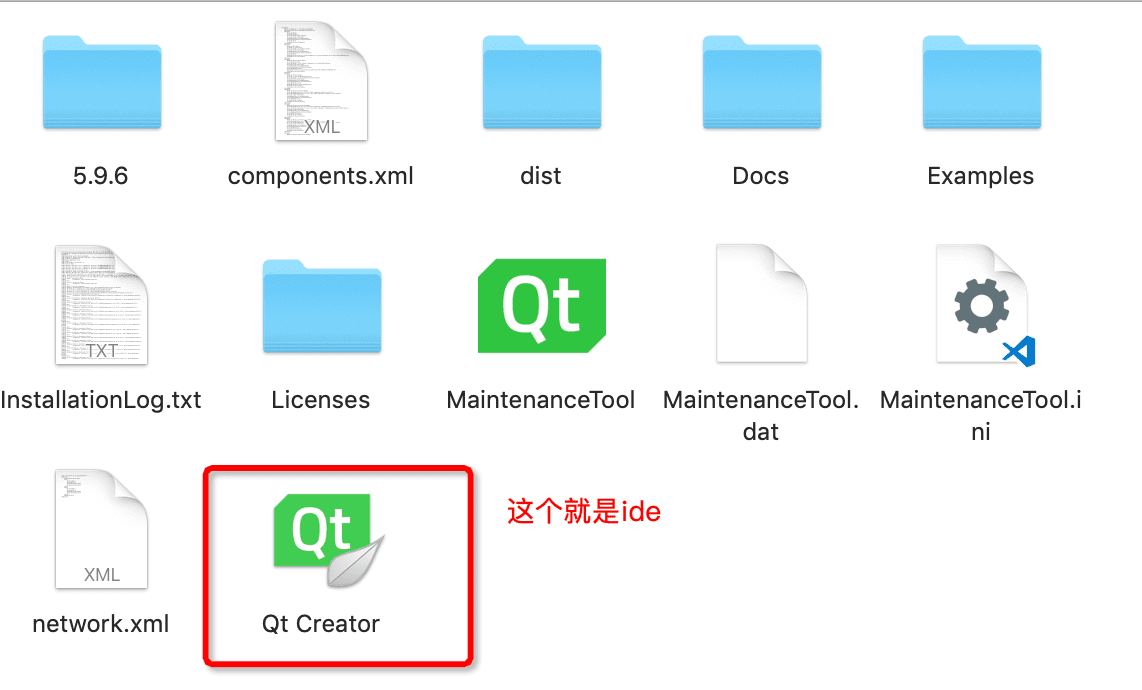 XML
5.9.6
components.xml
dist
Docs
Examples
TXT
Qt
InstallationLog.txt
Licenses
MaintenanceTool
MaintenanceTool.
dat
MaintenanceTool.i
ni
XML
Qt
这个就是ide
network.xml
Qt Creator